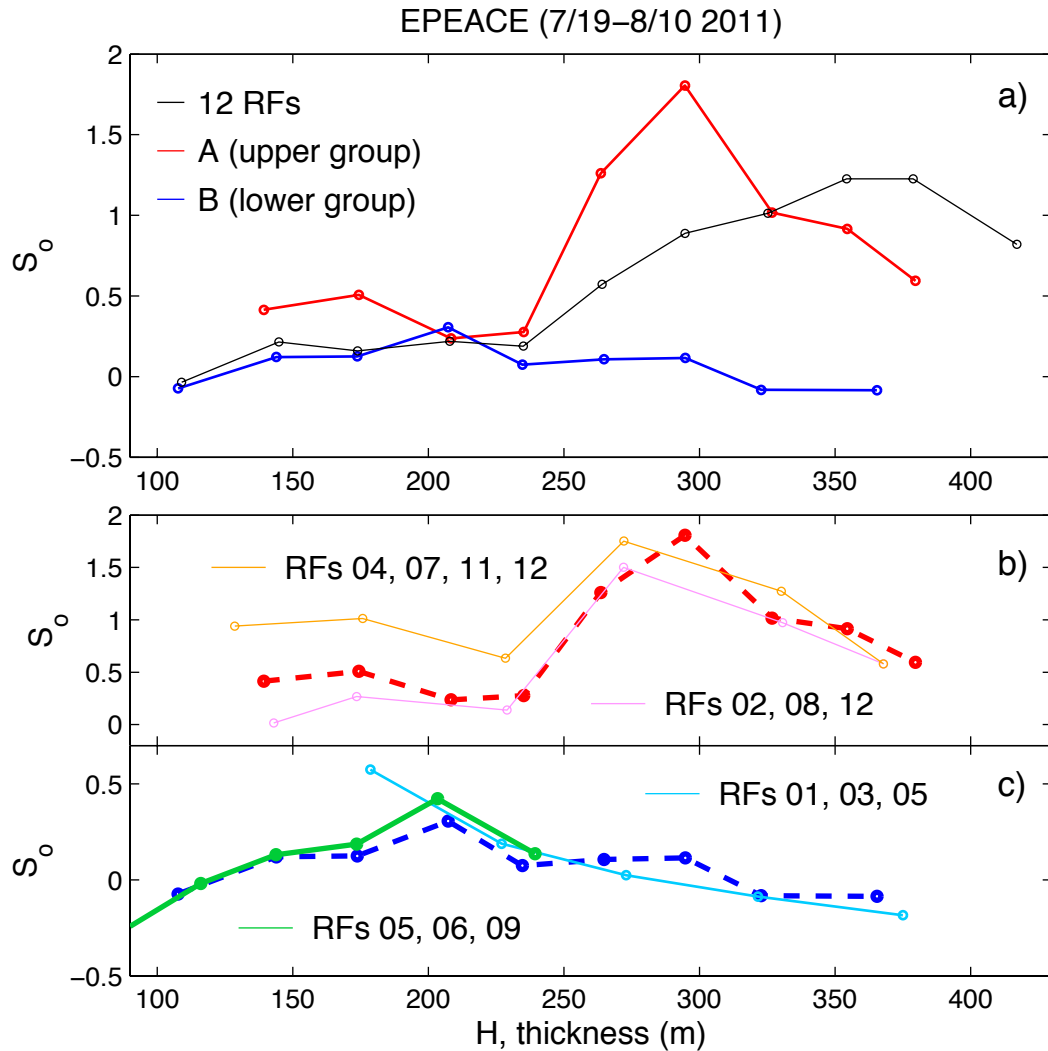 EPEACE (7/19−8/10 2011)
2
1.5
1
0.5
0
−0.5
S_o
a)
12 RFs
A (upper group)
B (lower group)
100 150 200 250 300 350 400
2
1.5
1
0.5
0
S_o
b)
RFs 04, 07, 11, 12
RFs 02, 08, 12
0.5
0
−0.5
S_o
c)
RFs 01, 03, 05
RFs 05, 06, 09
100 150 200 250 300 350 400
H, thickness (m)